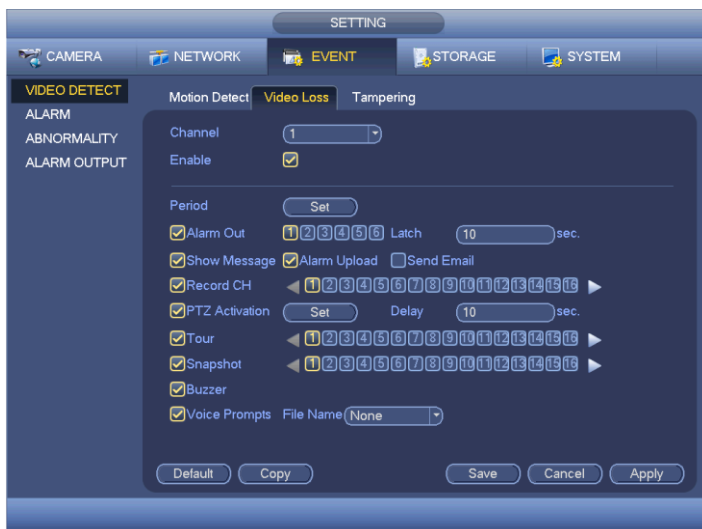 SETTING
CAMERA NETWORK EVENT STORAGE SYSTEM
VIDEO DETECT
ALARM
ABNORMALITY
ALARM OUTPUT
Motion Detect Video Loss Tampering
Channel 1
Enable
Period Set
Alarm Out 1 2 3 4 5 6 Latch 10 sec.
Show Message Alarm Upload Send Email
Record CH 1 2 3 4 5 6 7 8 9 10 11 12 13 14 15 16
PTZ Activation Set Delay 10 sec.
Tour 1 2 3 4 5 6 7 8 9 10 11 12 13 14 15 16
Snapshot 1 2 3 4 5 6 7 8 9 10 11 12 13 14 15 16
Buzzer
Voice Prompts File Name None
Default Copy Save Cancel Apply